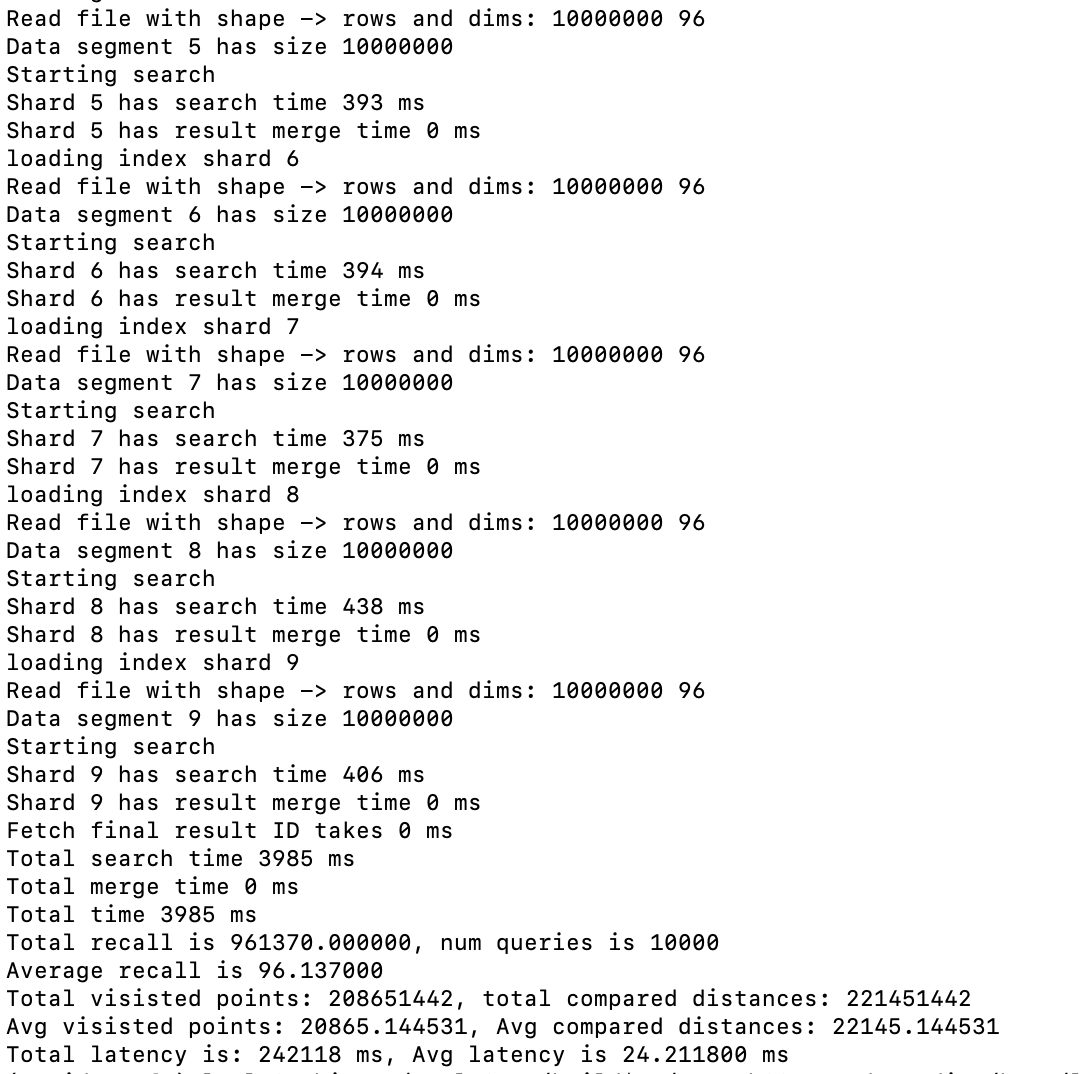 Read file with shape -> rows and dims: 10000000 96
Data segment 5 has size 10000000
Starting search
Shard 5 has search time 393 ms
Shard 5 has result merge time 0 ms
loading index shard 6
Read file with shape -> rows and dims: 10000000 96
Data segment 6 has size 10000000
Starting search
Shard 6 has search time 394 ms
Shard 6 has result merge time 0 ms
loading index shard 7
Read file with shape -> rows and dims: 10000000 96
Data segment 7 has size 10000000
Starting search
Shard 7 has search time 375 ms
Shard 7 has result merge time 0 ms
loading index shard 8
Read file with shape -> rows and dims: 10000000 96
Data segment 8 has size 10000000
Starting search
Shard 8 has search time 438 ms
Shard 8 has result merge time 0 ms
loading index shard 9
Read file with shape -> rows and dims: 10000000 96
Data segment 9 has size 10000000
Starting search
Shard 9 has search time 406 ms
Shard 9 has result merge time 0 ms
Fetch final result ID takes 0 ms
Total search time 3985 ms
Total merge time 0 ms
Total time 3985 ms
Total recall is 961370.000000, num queries is 10000
Average recall is 96.137000
Total visisted points: 208651442, total compared distances: 221451442
Avg visisted points: 20865.144531, Avg compared distances: 22145.144531
Total latency is: 242118 ms, Avg latency is 24.211800 ms